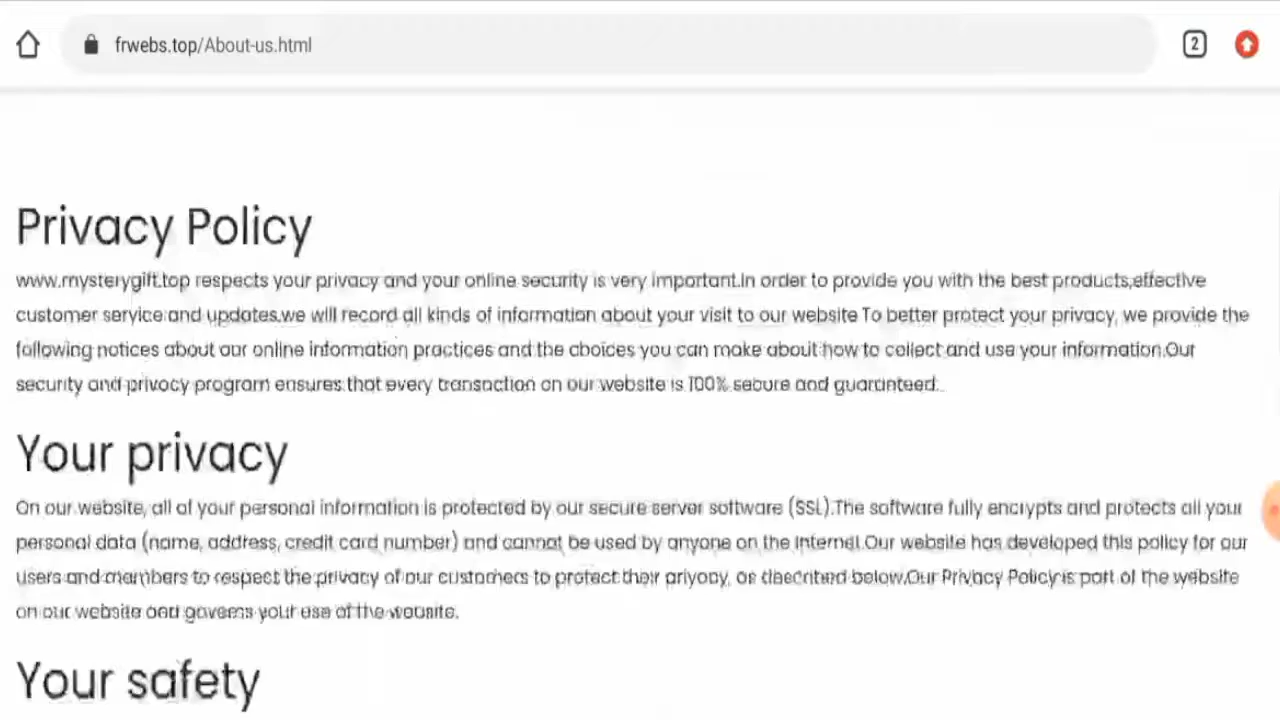 frwebs.top/About-us.html
2
Privacy Policy
www.mysterygift.top respects your privacy and your online security is very important.In order to provide you with the best products,effective
customer service and updates.we will record all kinds of information about your visit to our website To better protect your privacy, we provide the
following notices about our online information practices and the choices you can make about how to collect and use your information.Our
security and privacy program ensures that every transaction on our website is 100% secure and guaranteed.
Your privacy
On our website, all of your personal information is protected by our secure server software (SSL).The software fully encrypts and protects all your
personal data (name, address, credit card number) and cannot be used by anyone on the Internet.Our website has developed this policy for our
users and members to respect the privacy of our customers to protect their privacy, as described below.Our Privacy Policy is part of the website
on our website and governs your use of the website.
Your safety